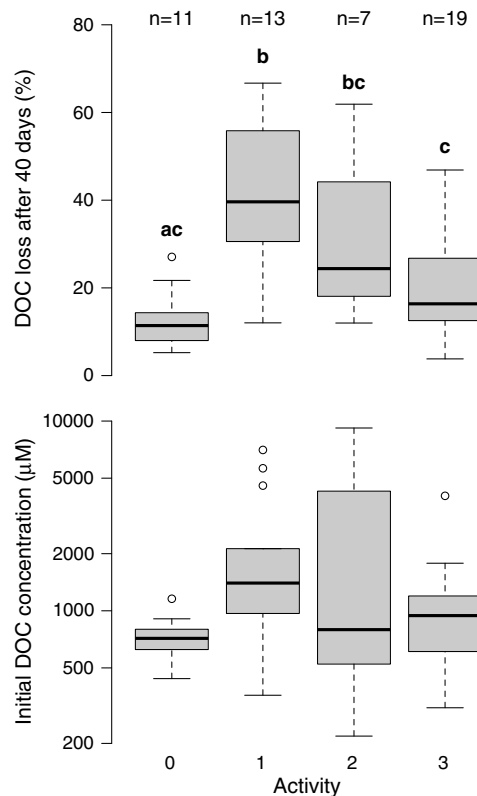 n=11 n=13 n=7 n=19
80
60
40
20
0
DOC loss after 40 days (%)
ac
b
bc
c
10000
5000
2000
1000
500
200
Initial DOC concentration (μM)
0 1 2 3
Activity